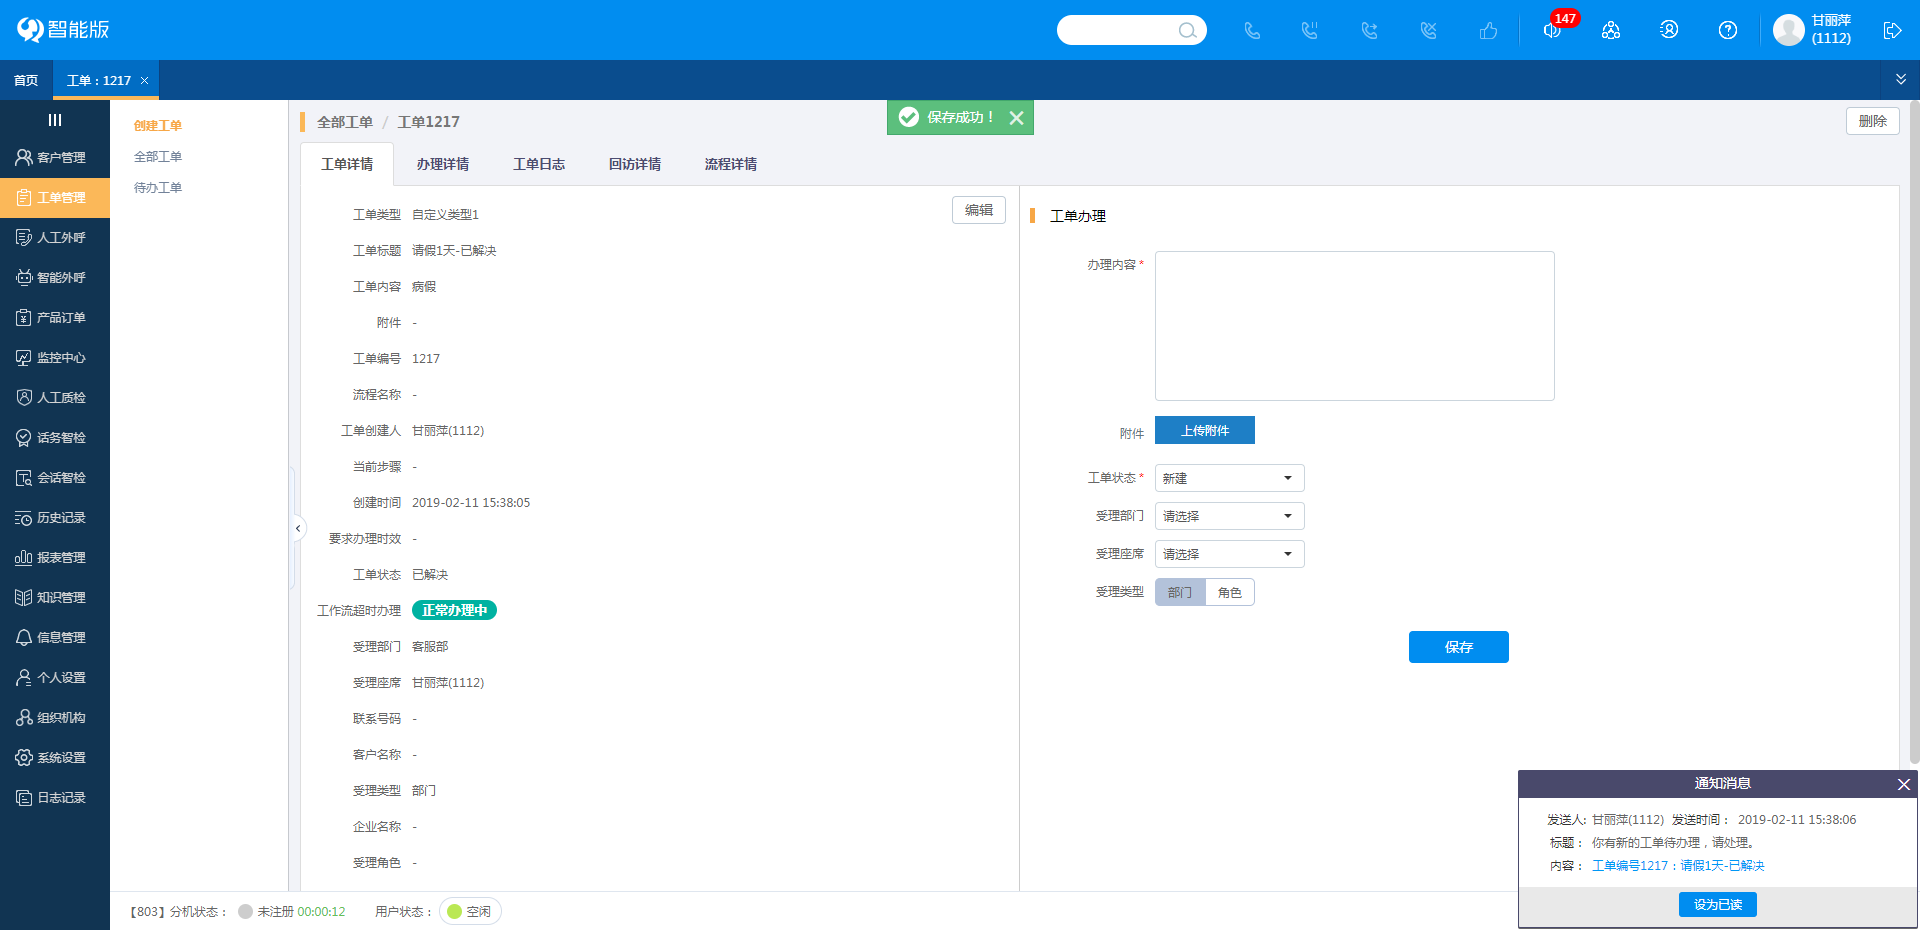 智能版
147
甘丽萍
(1112)
首页
工单：1217
客户管理
工单管理
人工外呼
智能外呼
产品订单
监控中心
人工质检
话务智检
会话智检
历史记录
报表管理
知识管理
信息管理
个人设置
组织机构
系统设置
日志记录
创建工单
全部工单
待办工单
全部工单 / 工单1217
保存成功！
删除
工单详情 办理详情 工单日志 回访详情 流程详情
编辑
工单类型 自定义类型1
工单标题 请假1天-已解决
工单内容 病假
附件 -
工单编号 1217
流程名称 -
工单创建人 甘丽萍(1112)
当前步骤 -
创建时间 2019-02-11 15:38:05
要求办理时效 -
工单状态 已解决
工作流超时办理 正常办理中
受理部门 客服部
受理座席 甘丽萍(1112)
联系号码 -
客户名称 -
受理类型 部门
企业名称 -
受理角色 -
工单办理
办理内容 *
附件 上传附件
工单状态 * 新建
受理部门 请选择
受理座席 请选择
受理类型 部门 角色
保存
通知消息
发送人: 甘丽萍(1112) 发送时间： 2019-02-11 15:38:06
标题： 你有新的工单待办理，请处理。
内容： 工单编号1217：请假1天-已解决
设为已读
【803】分机状态： 未注册 00:00:12 用户状态： 空闲